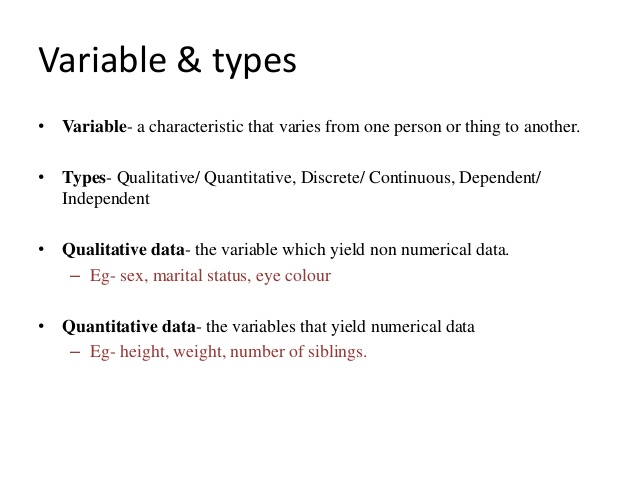 Variable & types
• Variable- a characteristic that varies from one person or thing to another.
• Types- Qualitative/ Quantitative, Discrete/ Continuous, Dependent/
Independent
• Qualitative data- the variable which yield non numerical data.
– Eg- sex, marital status, eye colour
• Quantitative data- the variables that yield numerical data
– Eg- height, weight, number of siblings.